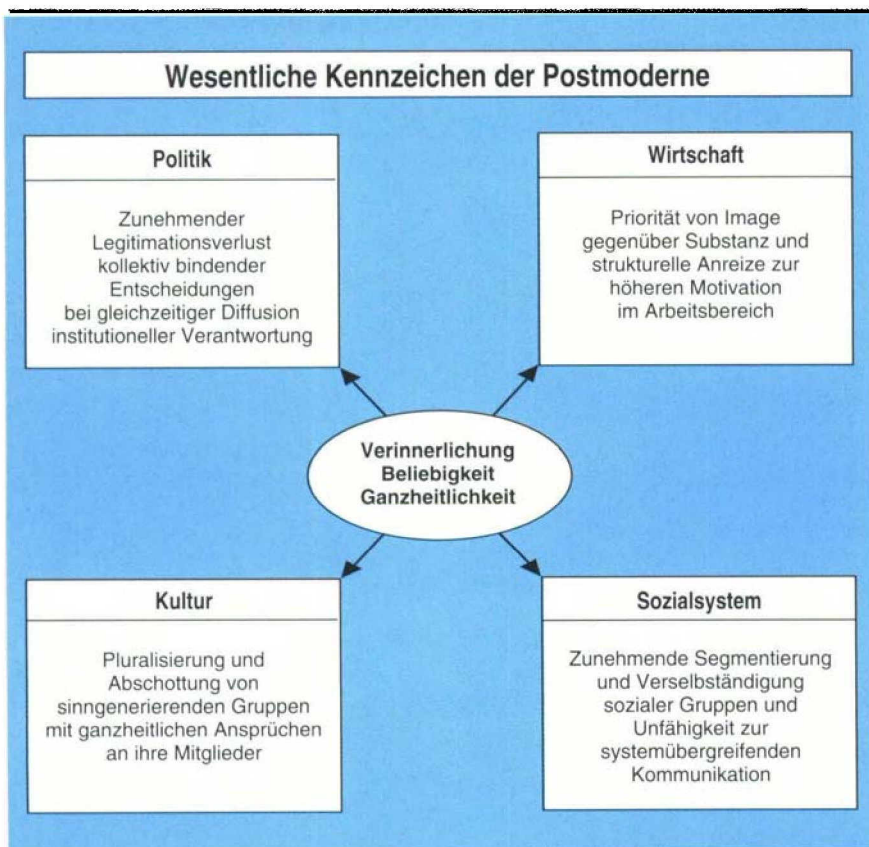 Wesentliche Kennzeichen der Postmoderne
Politik
Zunehmender
Legitimationsverlust
kollektiv bindender
Entscheidungen
bei gleichzeitiger Diffusion
institutioneller Verantwortung
Wirtschaft
Priorität von Image
gegenüber Substanz und
strukturelle Anreize zur
höheren Motivation
im Arbeitsbereich
Verinnerlichung
Beliebigkeit
Ganzheitlichkeit
Kultur
Pluralisierung und
Abschottung von
sinngenerierenden Gruppen
mit ganzheitlichen Ansprüchen
an ihre Mitglieder
Sozialsystem
Zunehmende Segmentierung
und Verselbständigung
sozialer Gruppen und
Unfähigkeit zur
systemübergreifenden
Kommunikation